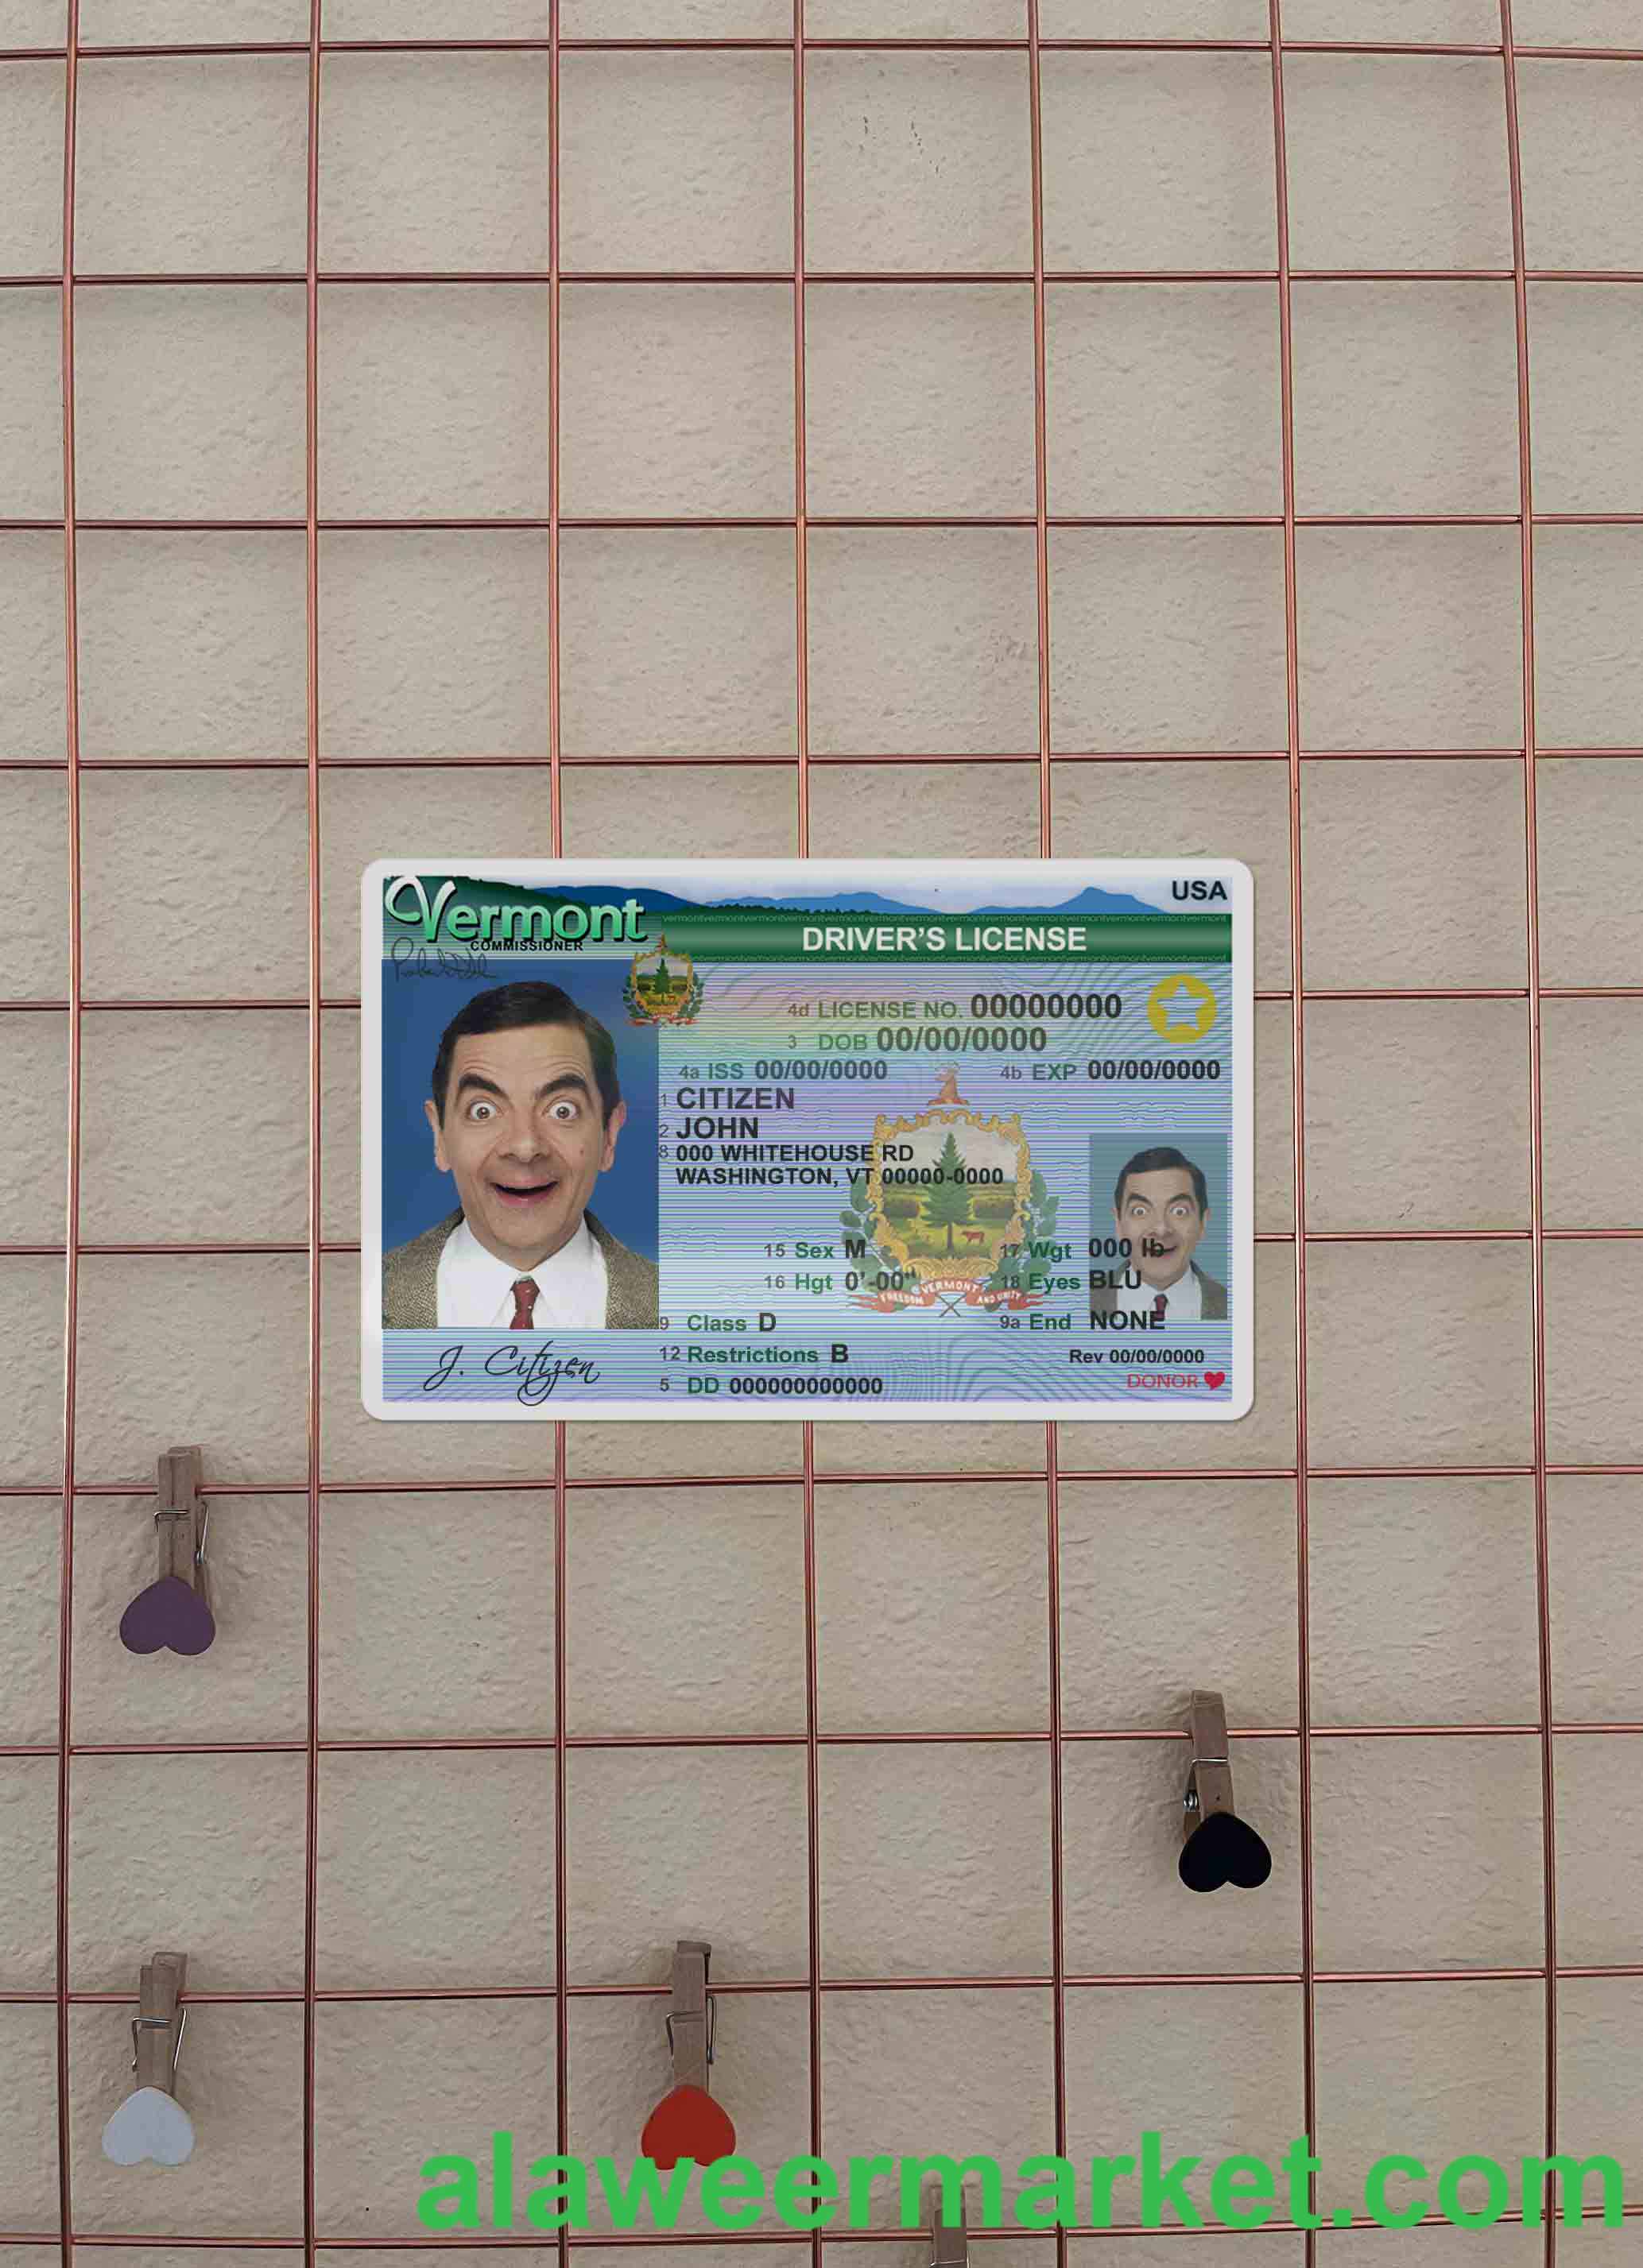 Vermont
USA
COMMISSIONER
DRIVER'S LICENSE
4d LICENSE NO. 00000000
3 DOB 00/00/0000
4a ISS 00/00/0000 4b EXP 00/00/0000
1 CITIZEN
2 JOHN
8 000 WHITEHOUSE RD
WASHINGTON, VT 00000-0000
15 Sex M 17 Wgt 000 lb
16 Hgt 0'-00" 18 Eyes BLU
FREEDOM VERMONT AND UNITY
9 Class D 9a End NONE
12 Restrictions B Rev 00/00/0000
5 DD 000000000000 DONOR
J. Citizen
alaweermarket.com